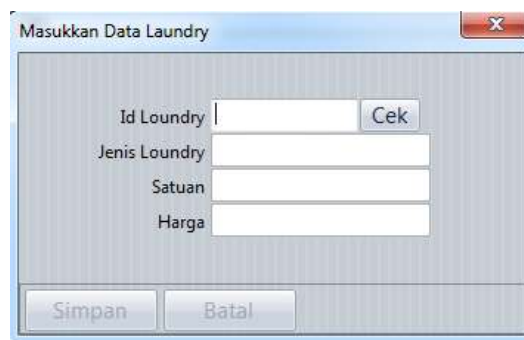 Masukkan Data Laundry
Id Loundry Cek
Jenis Loundry
Satuan
Harga
Simpan Batal